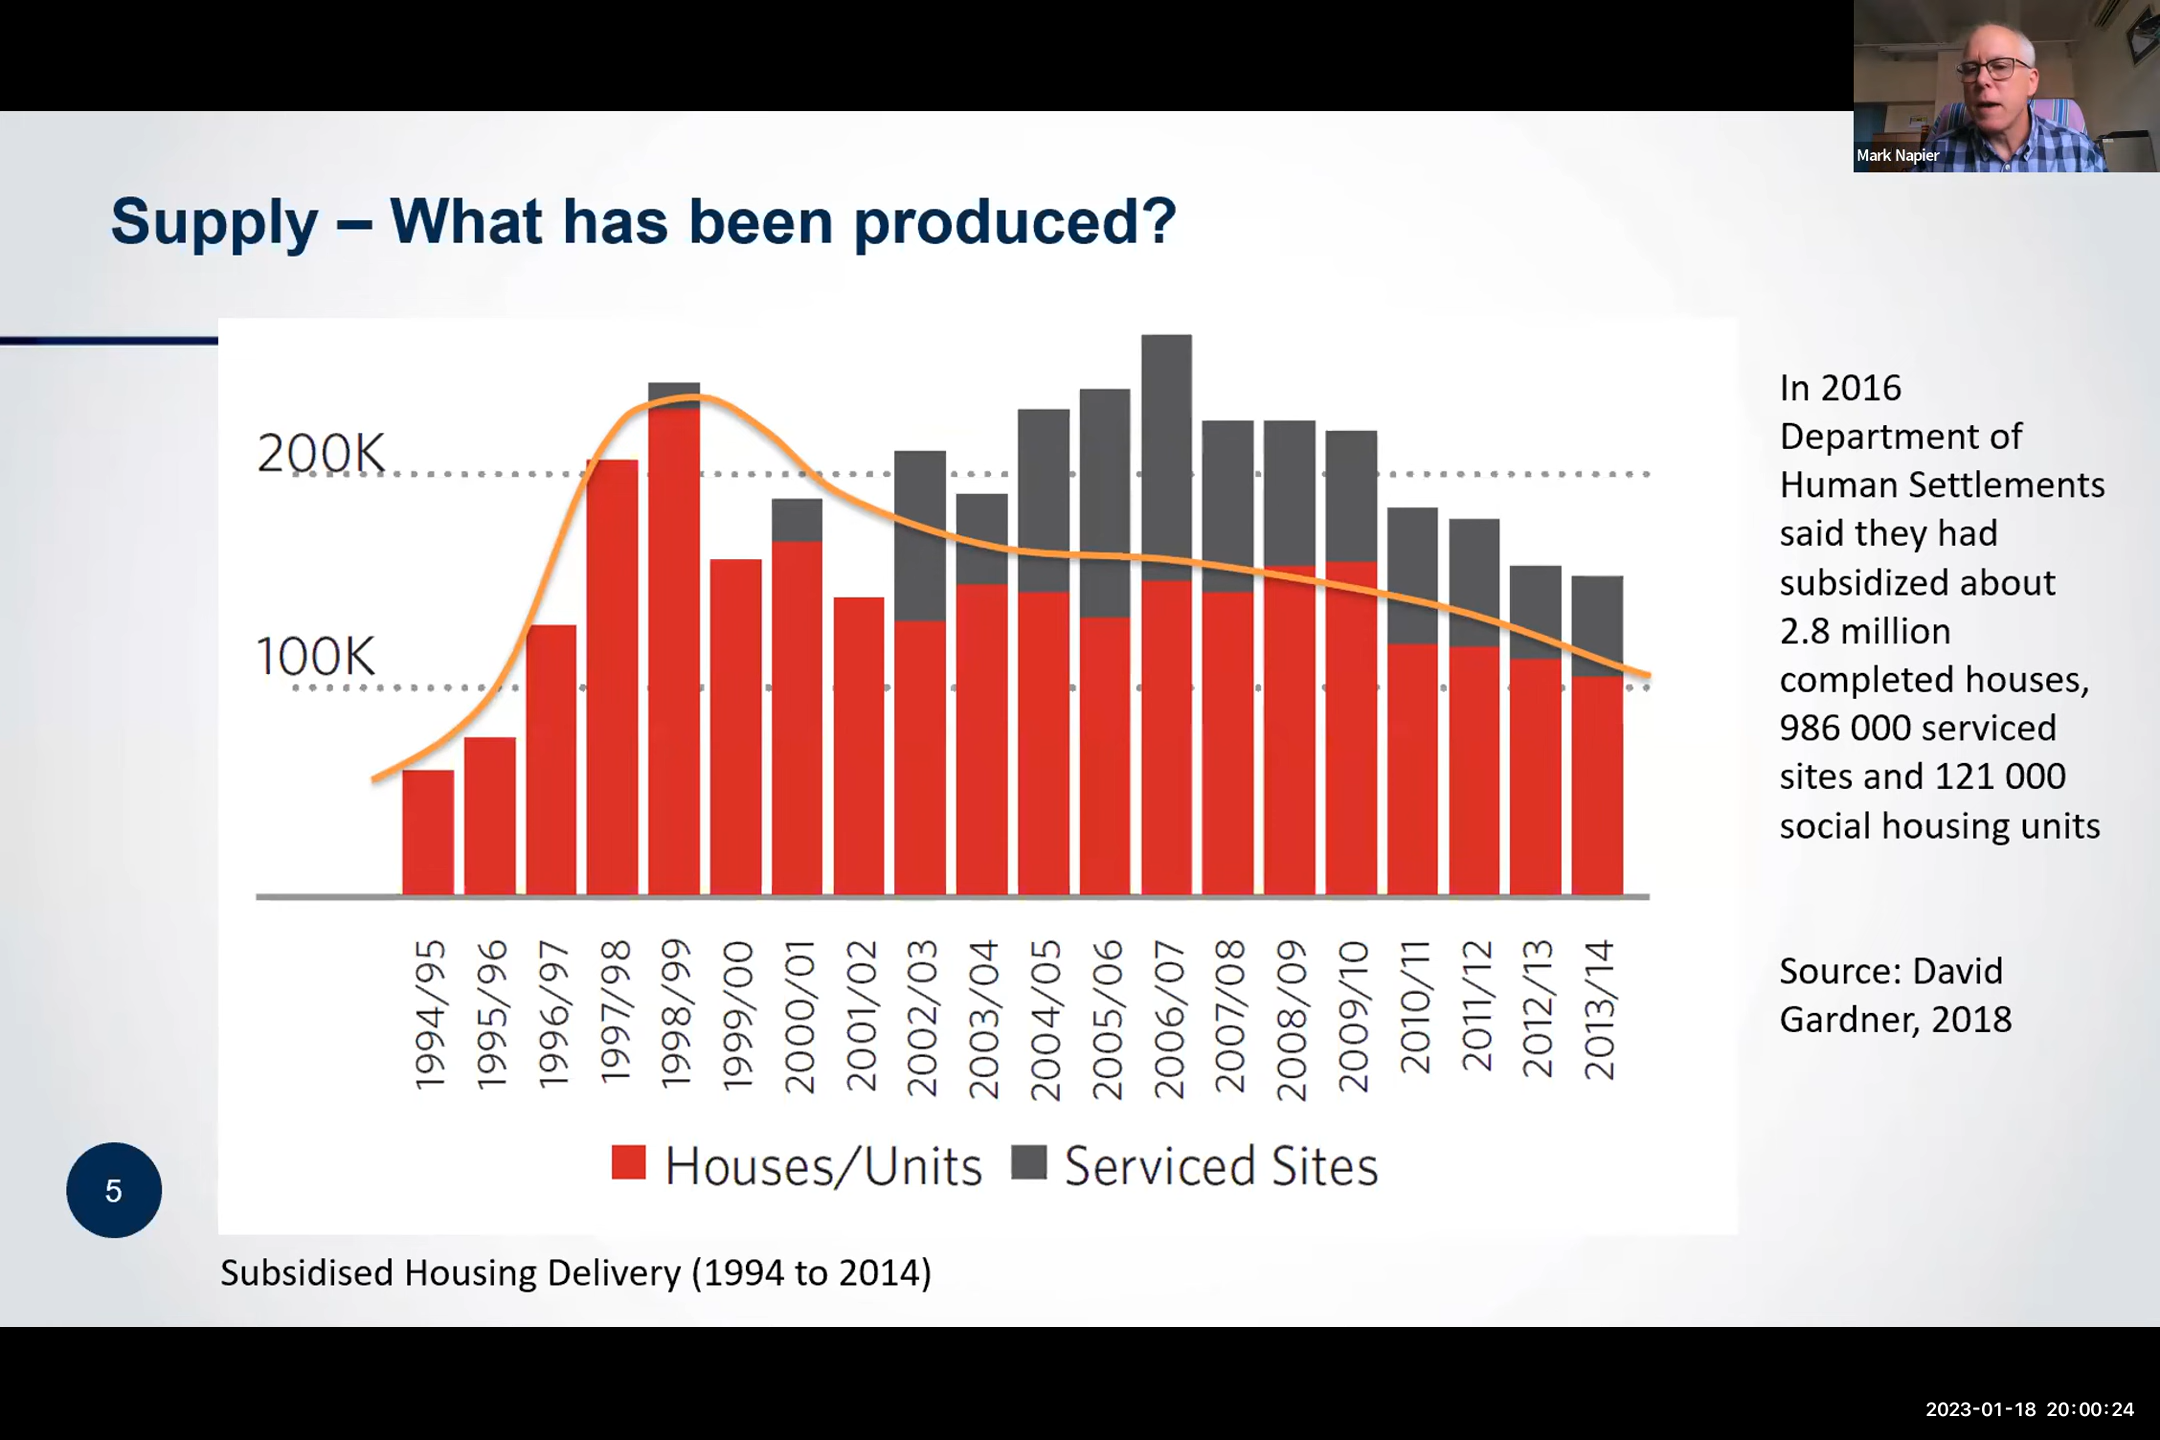 Mark Napier
Supply – What has been produced?
200K
100K
1994/95
1995/96
1996/97
1997/98
1998/99
1999/00
2000/01
2001/02
2002/03
2003/04
2004/05
2005/06
2006/07
2007/08
2008/09
2009/10
2010/11
2011/12
2012/13
2013/14
Houses/Units
Serviced Sites
In 2016
Department of
Human Settlements
said they had
subsidized about
2.8 million
completed houses,
986 000 serviced
sites and 121 000
social housing units
Source: David
Gardner, 2018
5
Subsidised Housing Delivery (1994 to 2014)
2023-01-18 20:00:24